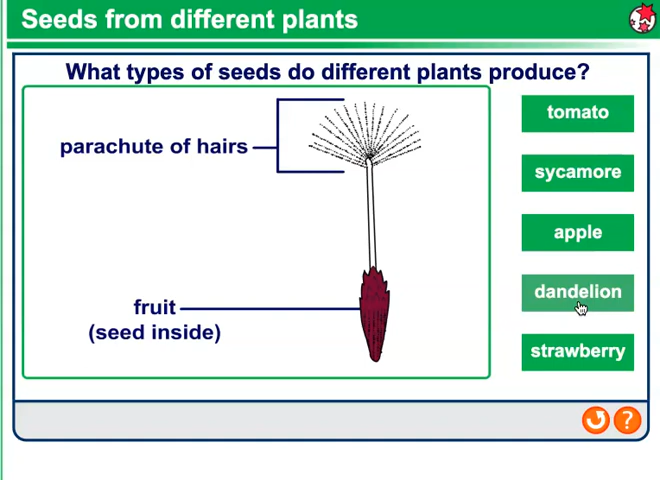 Seeds from different plants
What types of seeds do different plants produce?
parachute of hairs
fruit
(seed inside)
tomato
sycamore
apple
dandelion
strawberry
?